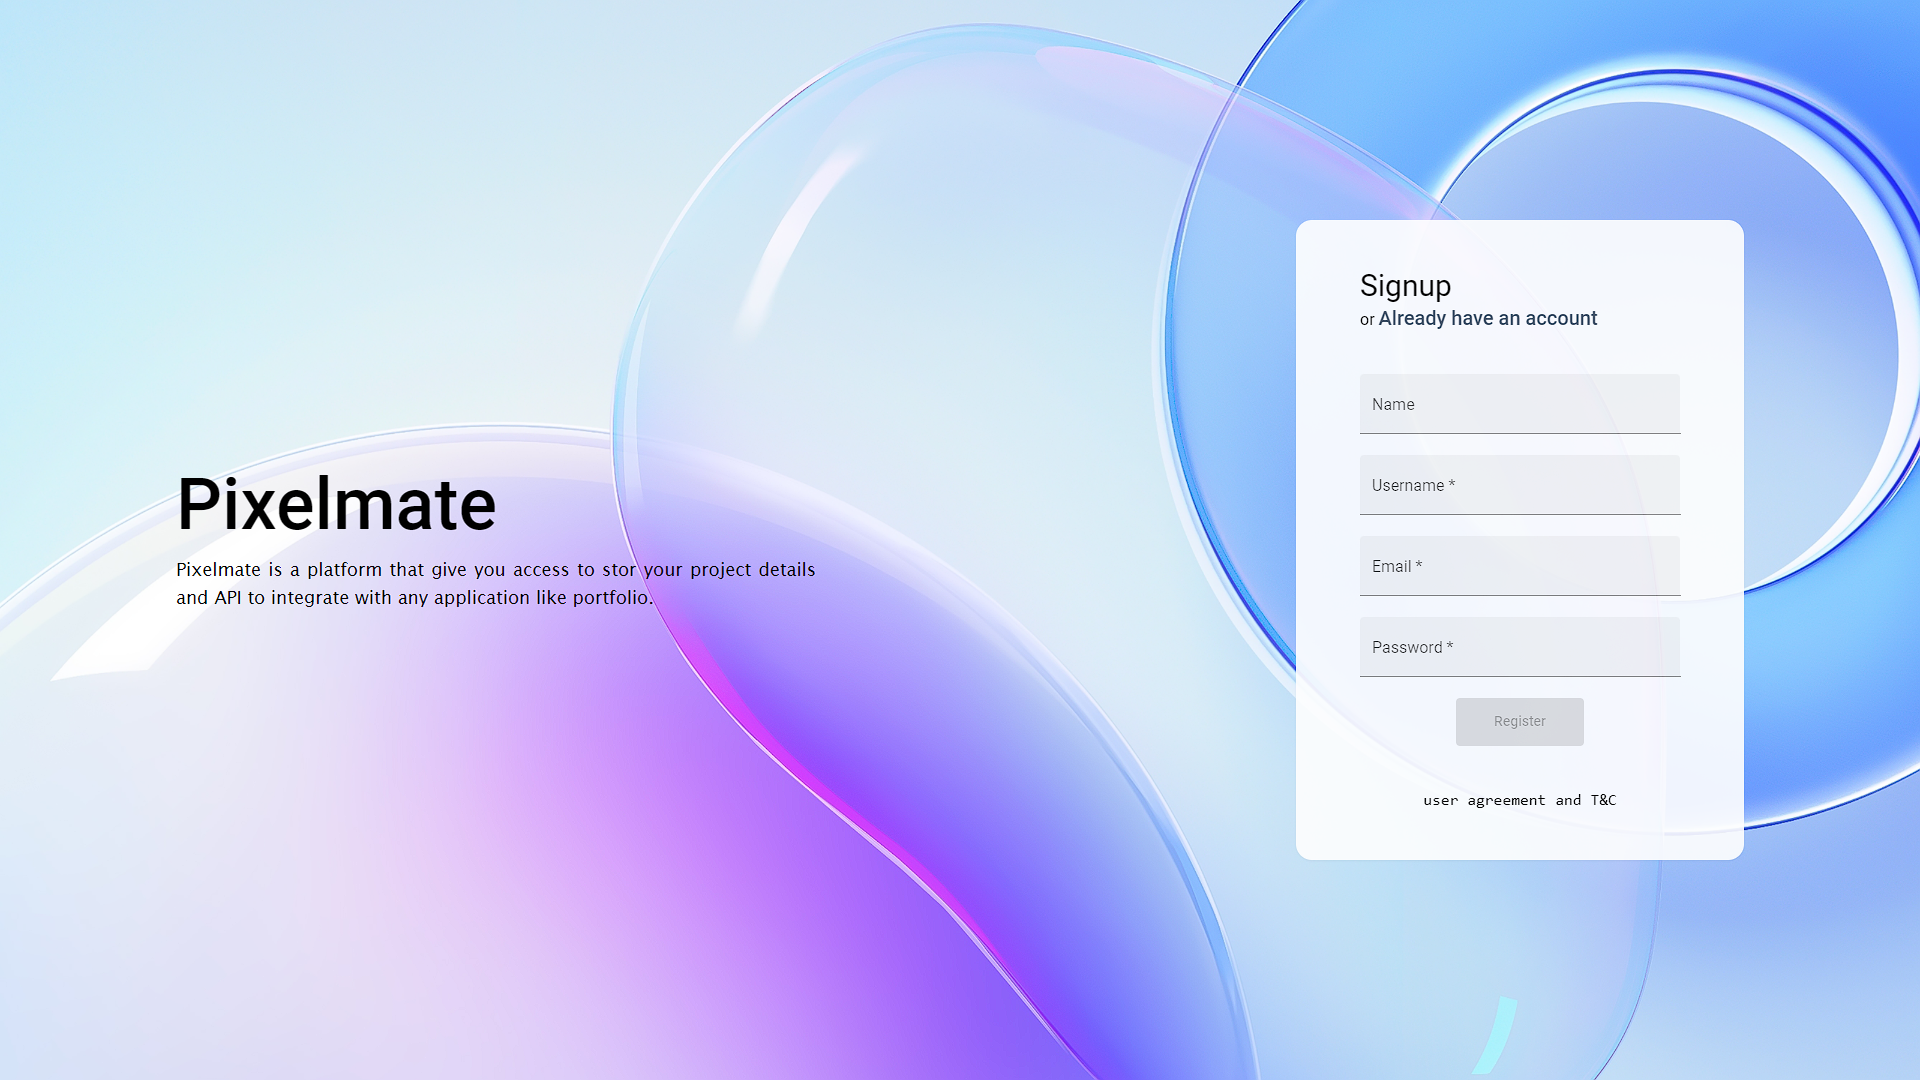 Pixelmate
Pixelmate is a platform that give you access to stor your project details
and API to integrate with any application like portfolio.
Signup
or Already have an account
Name
Username *
Email *
Password *
Register
user agreement and T&C